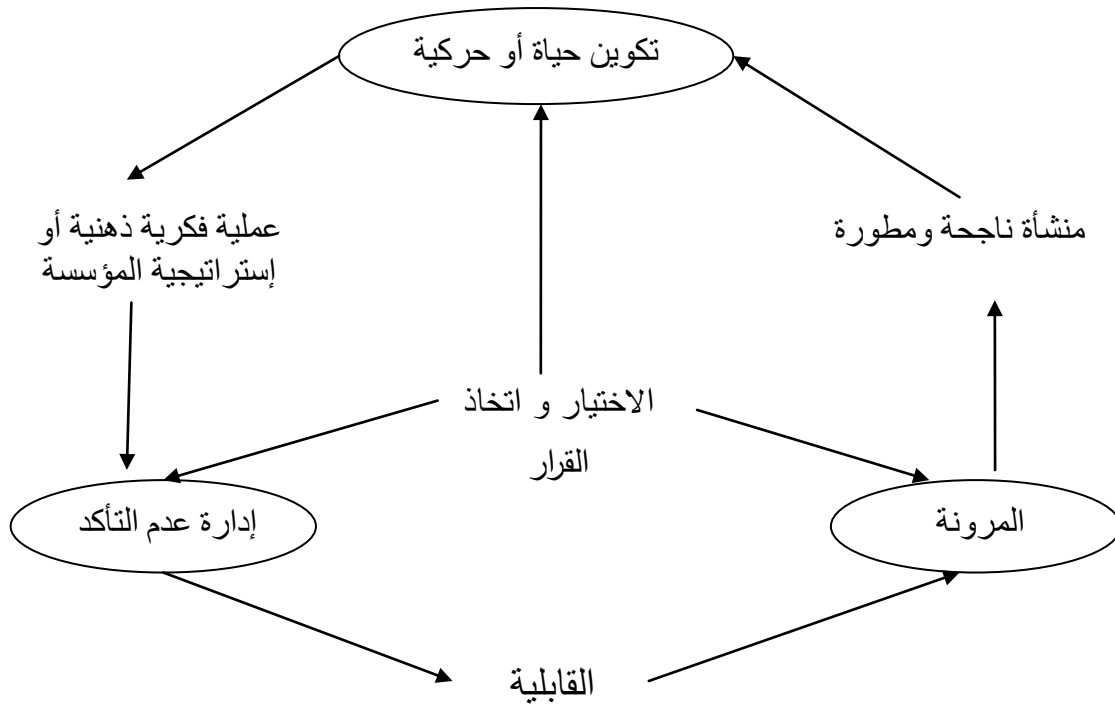 تكوين حياة أو حركية
منشأة ناجحة ومطورة
عملية فكرية ذهنية أو
إستراتيجية المؤسسة
الاختيار و اتخاذ
القرار
المرونة
إدارة عدم التأكد
القابلية